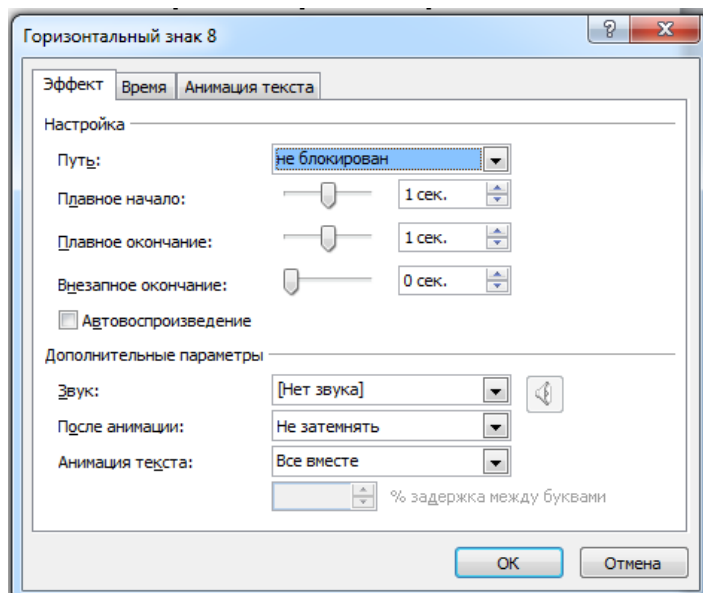 Горизонтальный знак 8
Эффект Время Анимация текста
Настройка
Путь: не блокирован
Плавное начало: 1 сек.
Плавное окончание: 1 сек.
Внезапное окончание: 0 сек.
Автовоспроизведение
Дополнительные параметры
Звук: [Нет звука]
После анимации: Не затемнять
Анимация текста: Все вместе
% задержка между буквами
ОК Отмена